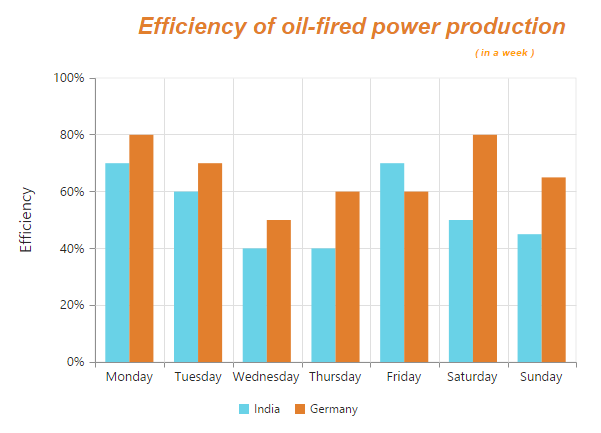 Efficiency of oil-fired power production
( in a week )
100%
80%
60%
40%
20%
0%
Efficiency
Monday Tuesday Wednesday Thursday Friday Saturday Sunday
India Germany